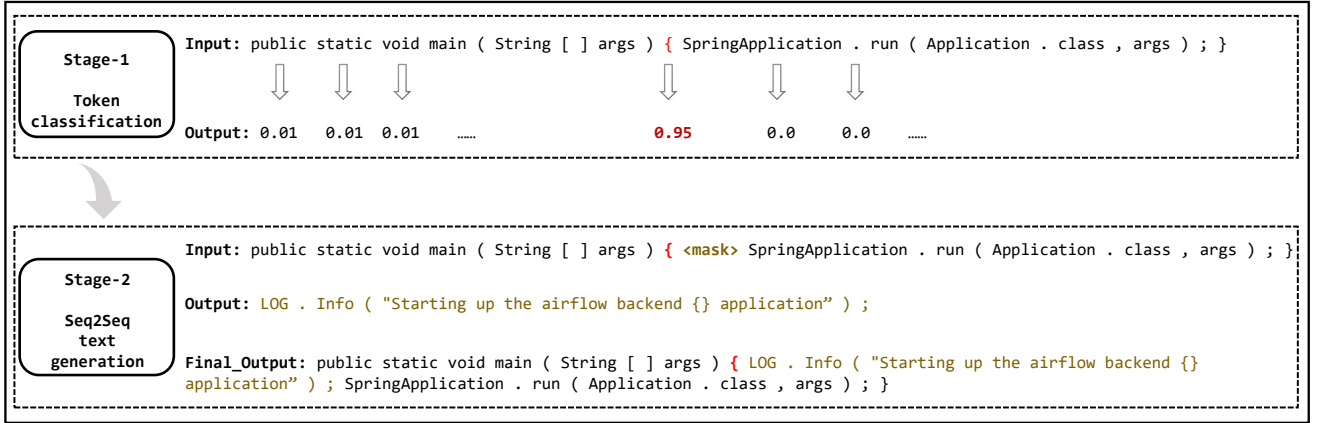 Stage-1
Token
classification
Input: public static void main ( String [ ] args ) { SpringApplication . run ( Application . class , args ) ; }
Output: 0.01 0.01 0.01 …… 0.95 0.0 0.0 ……
Stage-2
Seq2Seq
text
generation
Input: public static void main ( String [ ] args ) { <mask> SpringApplication . run ( Application . class , args ) ; }
Output: LOG . Info ( "Starting up the airflow backend {} application” ) ;
Final_Output: public static void main ( String [ ] args ) { LOG . Info ( "Starting up the airflow backend {}
application” ) ; SpringApplication . run ( Application . class , args ) ; }